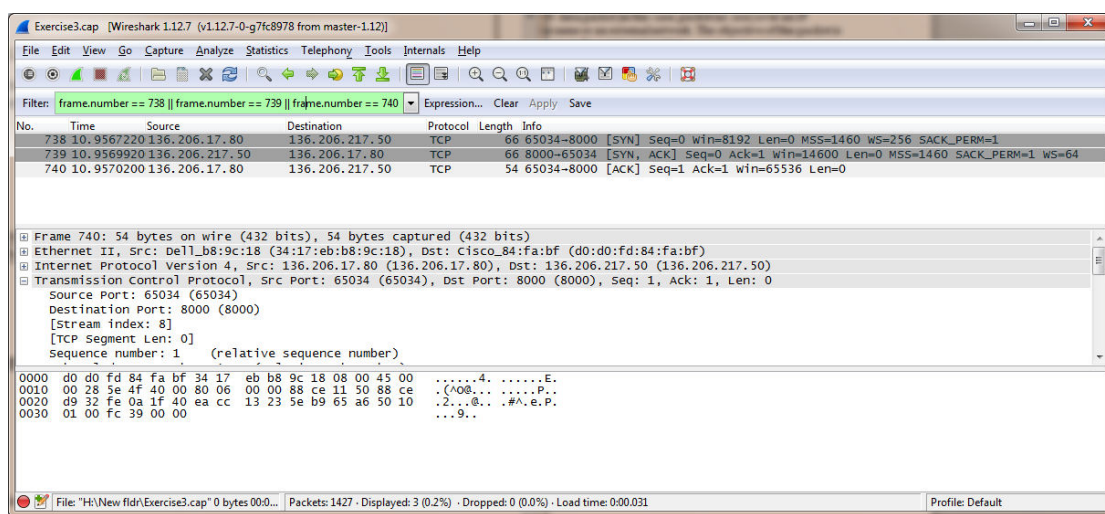 Exercise3.cap [Wireshark 1.12.7 (v1.12.7-0-g7fc8978 from master-1.12)]
File Edit View Go Capture Analyze Statistics Telephony Tools Internals Help
Filter: frame.number == 738 || frame.number == 739 || frame.number == 740 Expression... Clear Apply Save
No. Time Source Destination Protocol Length Info
738 10.9567220 136.206.17.80 136.206.217.50 TCP 66 65034→8000 [SYN] Seq=0 Win=8192 Len=0 MSS=1460 WS=256 SACK_PERM=1
739 10.9569920 136.206.217.50 136.206.17.80 TCP 66 8000→65034 [SYN, ACK] Seq=0 Ack=1 Win=14600 Len=0 MSS=1460 SACK_PERM=1 WS=64
740 10.9570200 136.206.17.80 136.206.217.50 TCP 54 65034→8000 [ACK] Seq=1 Ack=1 Win=65536 Len=0
Frame 740: 54 bytes on wire (432 bits), 54 bytes captured (432 bits)
Ethernet II, Src: Dell_b8:9c:18 (34:17:eb:b8:9c:18), Dst: Cisco_84:fa:bf (d0:d0:fd:84:fa:bf)
Internet Protocol Version 4, Src: 136.206.17.80 (136.206.17.80), Dst: 136.206.217.50 (136.206.217.50)
Transmission Control Protocol, Src Port: 65034 (65034), Dst Port: 8000 (8000), Seq: 1, Ack: 1, Len: 0
Source Port: 65034 (65034)
Destination Port: 8000 (8000)
[Stream index: 8]
[TCP Segment Len: 0]
Sequence number: 1 (relative sequence number)
0000 d0 d0 fd 84 fa bf 34 17 eb b8 9c 18 08 00 45 00 ......4. ......E.
0010 00 28 5e 4f 40 00 80 06 00 00 88 ce 11 50 88 ce .(^O@... .....P..
0020 d9 32 fe 0a 1f 40 ea cc 13 23 5e b9 65 a6 50 10 .2...@.. .#^.e.P.
0030 01 00 fc 39 00 00 ...9..
File: "H:\New fldr\Exercise3.cap" 0 bytes 00:0... Packets: 1427 · Displayed: 3 (0.2%) · Dropped: 0 (0.0%) · Load time: 0:00.031 Profile: Default